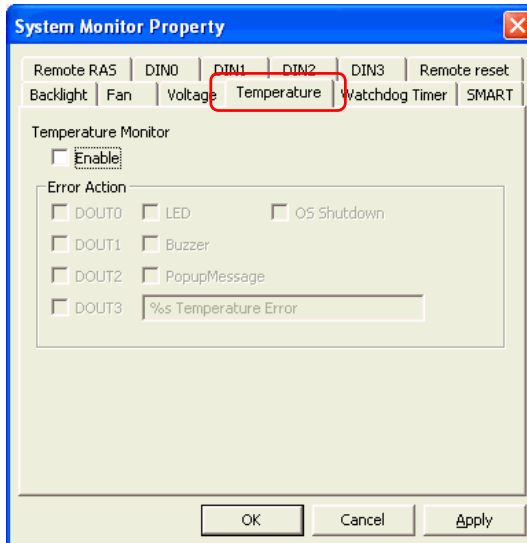 System Monitor Property
Remote RAS DIN0 DIN1 DIN2 DIN3 Remote reset
Backlight Fan Voltage Temperature Watchdog Timer SMART
Temperature Monitor
Enable
Error Action
DOUT0 LED OS Shutdown
DOUT1 Buzzer
DOUT2 PopupMessage
DOUT3 %s Temperature Error
OK Cancel Apply